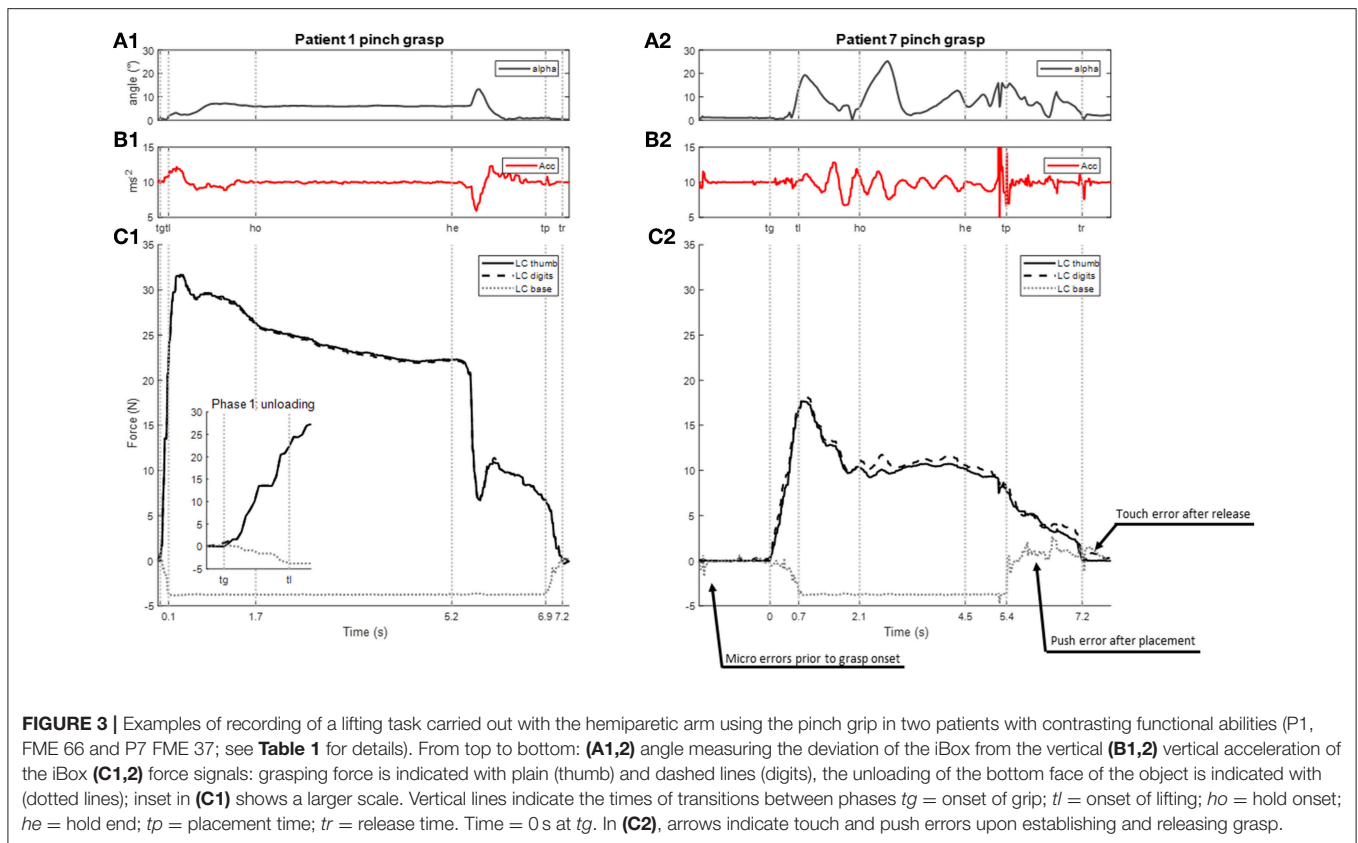 A1
Patient 1 pinch grasp
30
20
10
0
angle (°)
alpha
B1
15
10
5
ms²
Acc
tg tl ho he tp tr
C1
35
30
25
20
15
10
5
0
-5
Force (N)
LC thumb
LC digits
LC base
Phase 1: unloading
30
25
20
15
10
5
0
-5
tg tl
0.1 1.7 5.2 6.9 7.2
Time (s)
A2
Patient 7 pinch grasp
30
20
10
0
alpha
B2
15
10
5
Acc
tg tl ho he tp tr
C2
35
30
25
20
15
10
5
0
-5
LC thumb
LC digits
LC base
Touch error after release
Push error after placement
Micro errors prior to grasp onset
0 0.7 2.1 4.5 5.4 7.2
Time (s)
FIGURE 3 | Examples of recording of a lifting task carried out with the hemiparetic arm using the pinch grip in two patients with contrasting functional abilities (P1,
FME 66 and P7 FME 37; see Table 1 for details). From top to bottom: (A1,2) angle measuring the deviation of the iBox from the vertical (B1,2) vertical acceleration of
the iBox (C1,2) force signals: grasping force is indicated with plain (thumb) and dashed lines (digits), the unloading of the bottom face of the object is indicated with
(dotted lines); inset in (C1) shows a larger scale. Vertical lines indicate the times of transitions between phases tg = onset of grip; tl = onset of lifting; ho = hold onset;
he = hold end; tp = placement time; tr = release time. Time = 0 s at tg. In (C2), arrows indicate touch and push errors upon establishing and releasing grasp.